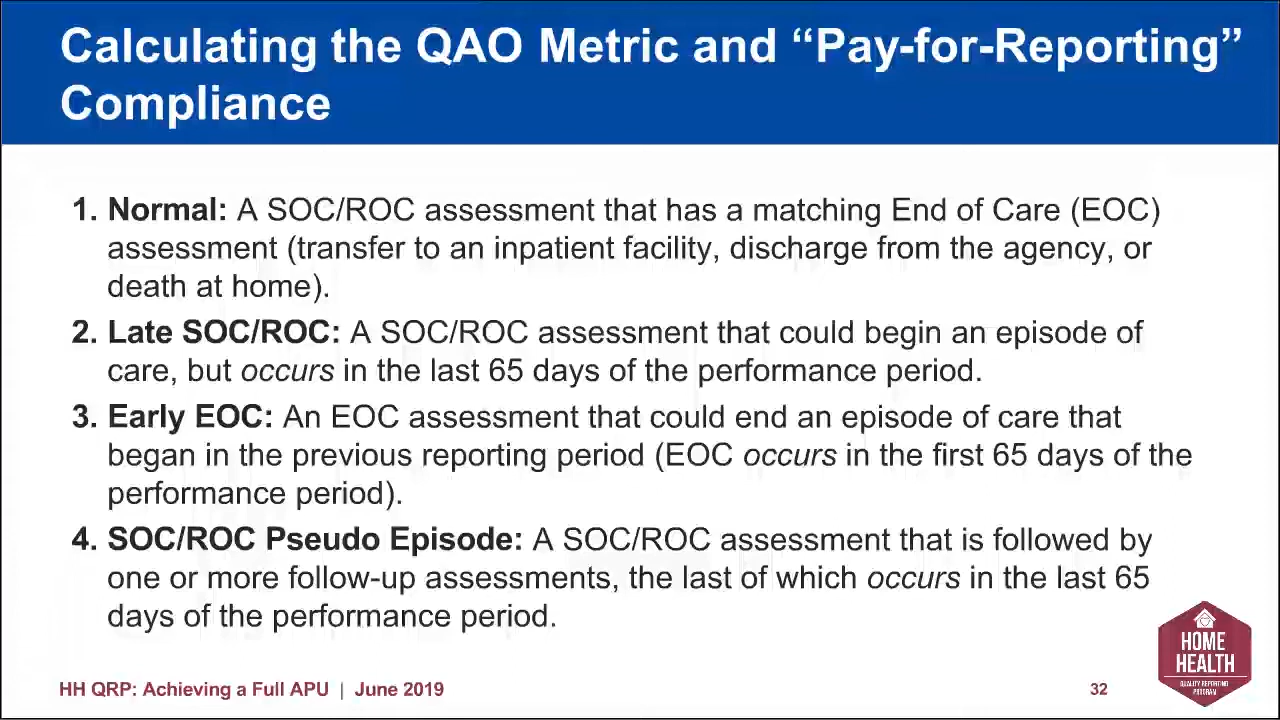 Calculating the QAO Metric and “Pay-for-Reporting”
Compliance
1. Normal: A SOC/ROC assessment that has a matching End of Care (EOC)
assessment (transfer to an inpatient facility, discharge from the agency, or
death at home).
2. Late SOC/ROC: A SOC/ROC assessment that could begin an episode of
care, but occurs in the last 65 days of the performance period.
3. Early EOC: An EOC assessment that could end an episode of care that
began in the previous reporting period (EOC occurs in the first 65 days of the
performance period).
4. SOC/ROC Pseudo Episode: A SOC/ROC assessment that is followed by
one or more follow-up assessments, the last of which occurs in the last 65
days of the performance period.
HOME
HEALTH
QUALITY REPORTING
PROGRAM
HH QRP: Achieving a Full APU | June 2019
32